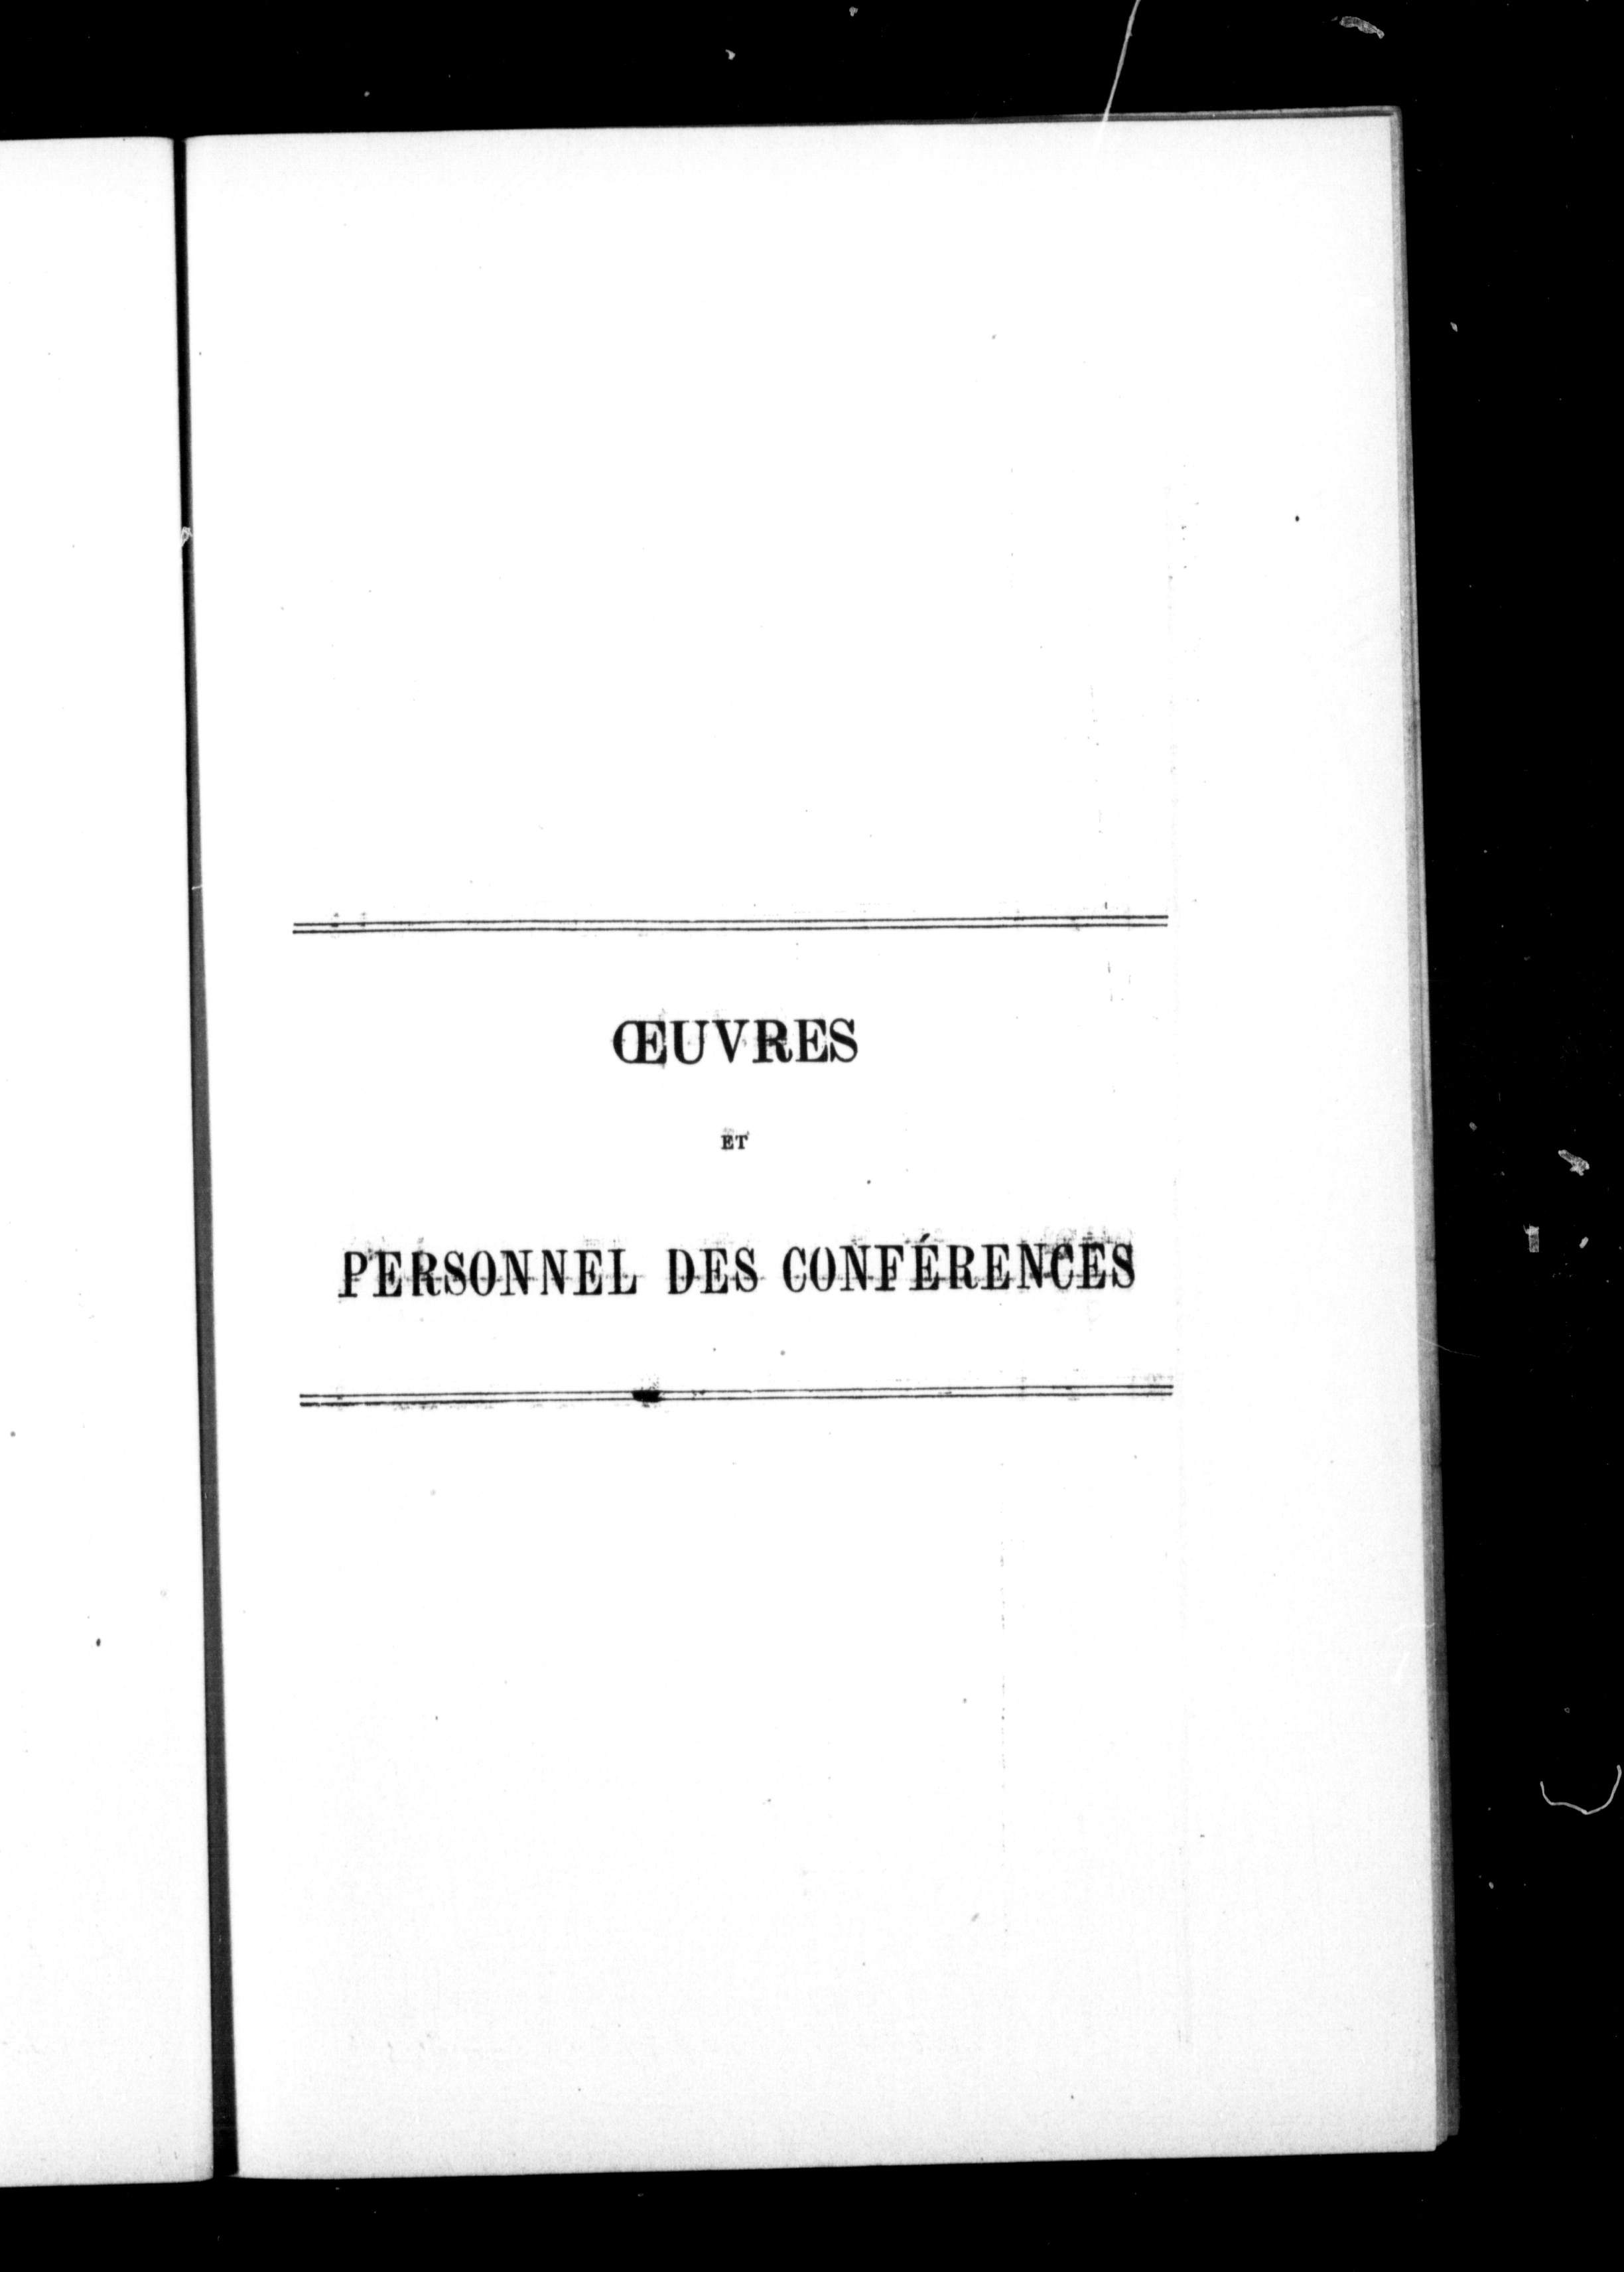 ŒUVRES
ET
PERSONNEL DES CONFÉRENCES